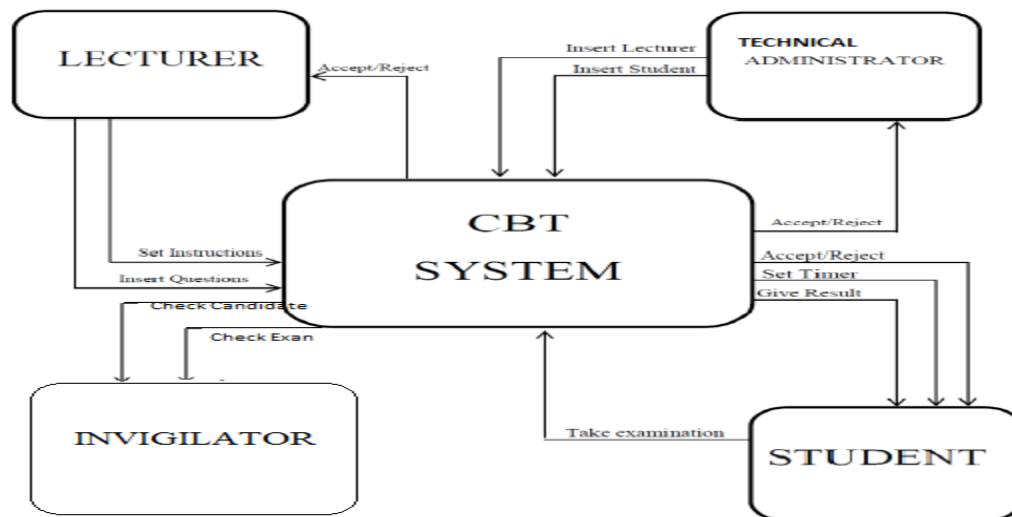 LECTURER
Accept/Reject
Insert Lecturer
Insert Student
TECHNICAL
ADMINISTRATOR
CBT
SYSTEM
Accept/Reject
Set Instructions
Insert Questions
Accept/Reject
Set Timer
Give Result
Check Candidate
Check Exan
INVIGILATOR
Take examination
STUDENT